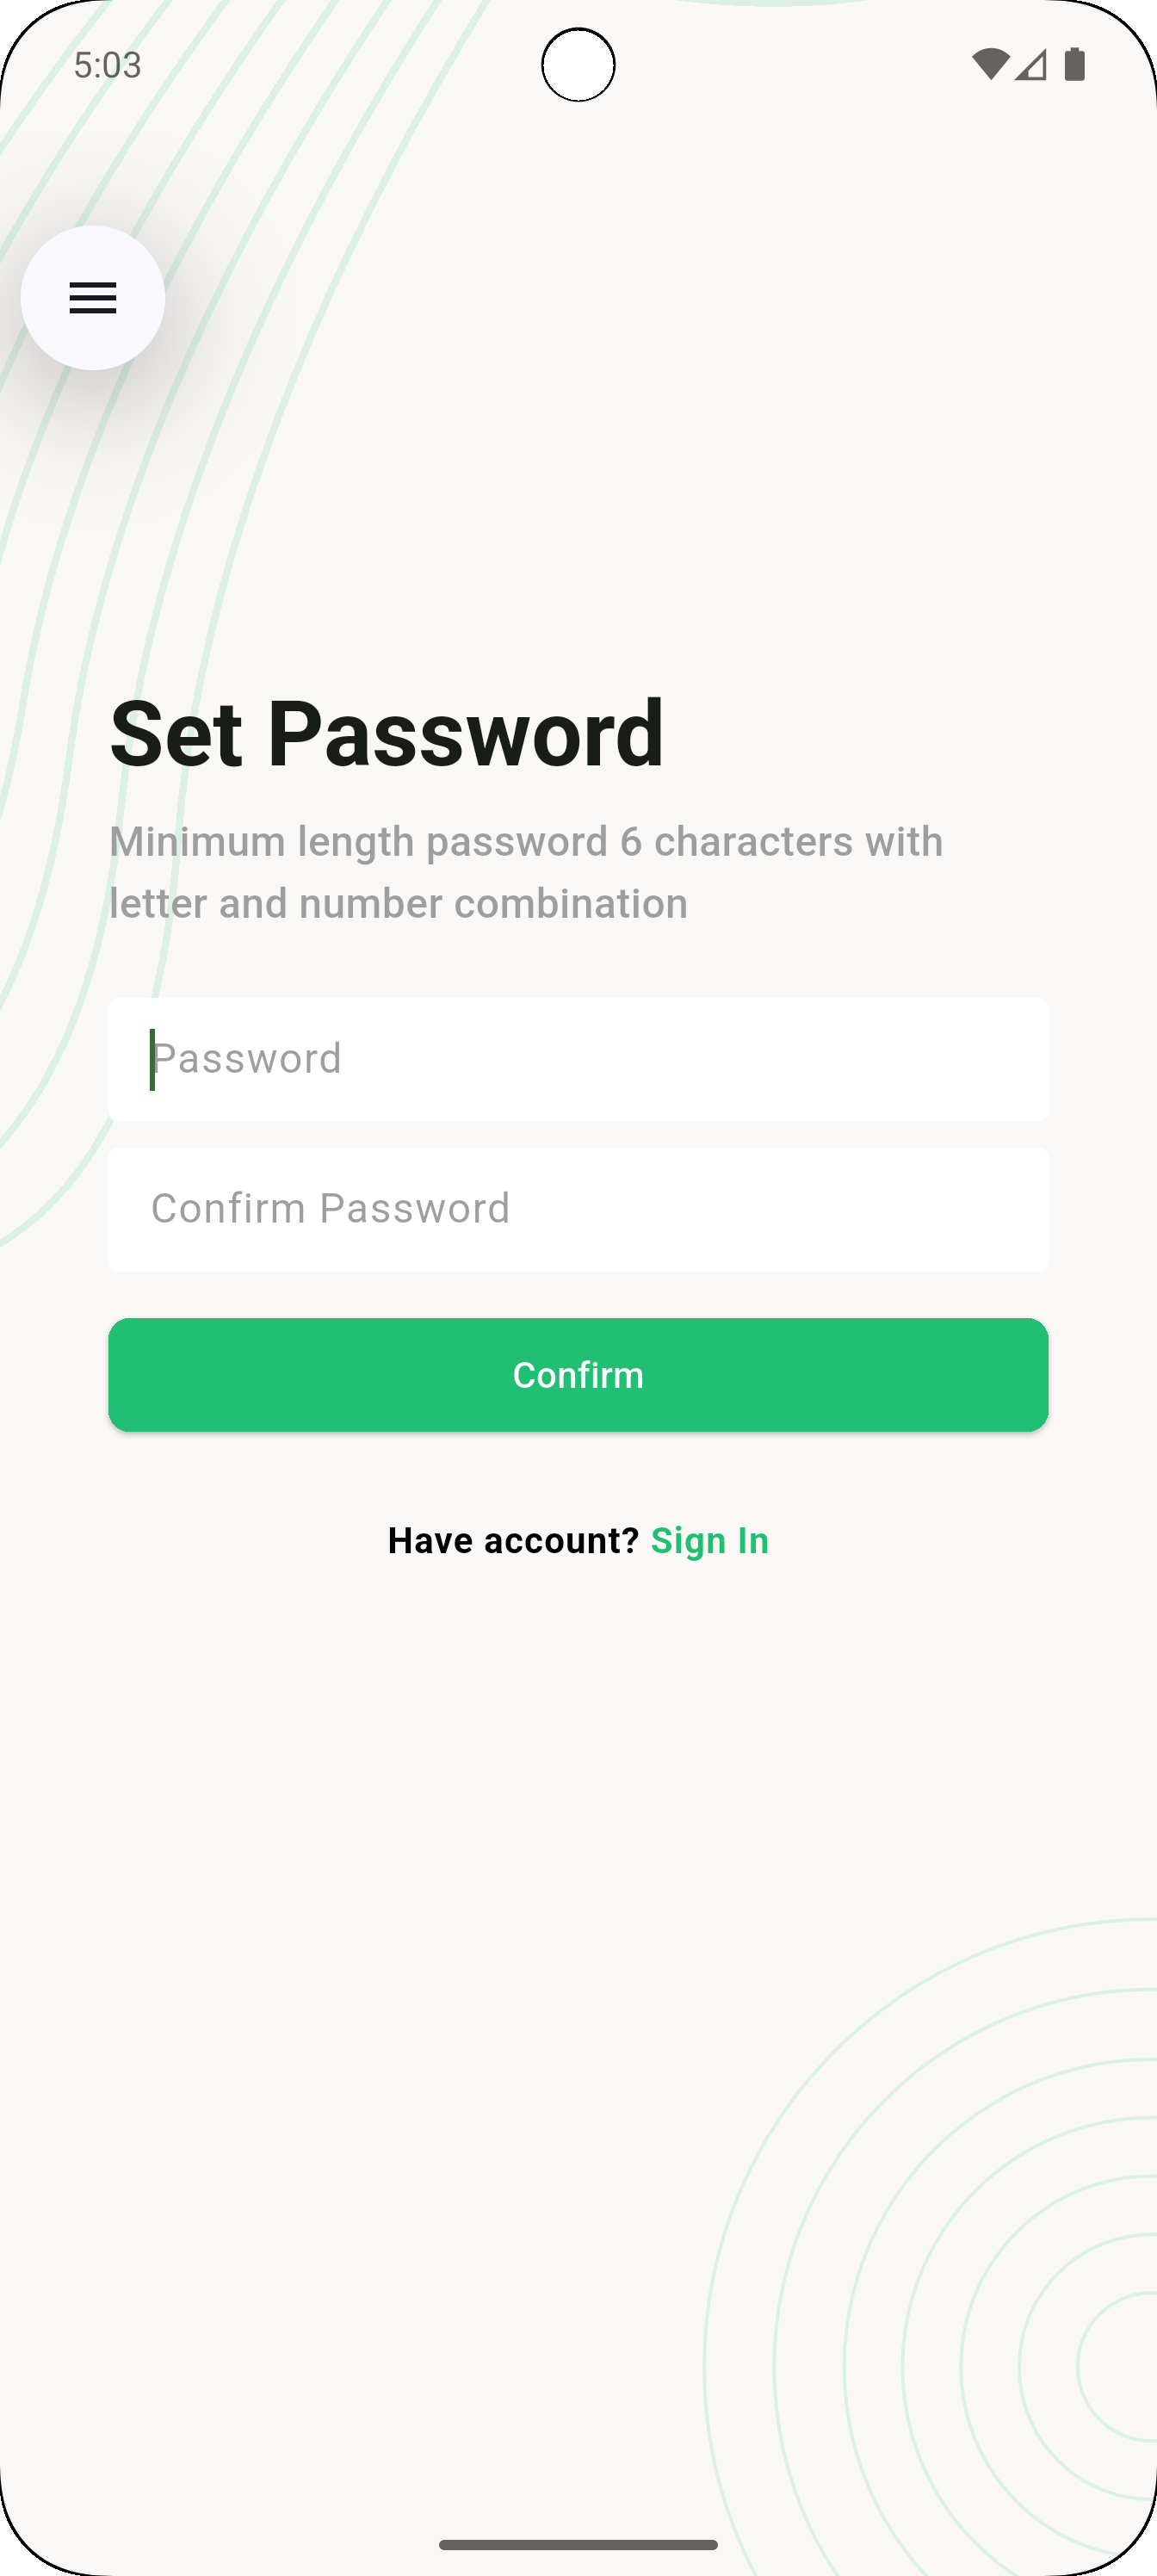 5:03
Set Password
Minimum length password 6 characters with
letter and number combination
Password
Confirm Password
Confirm
Have account? Sign In